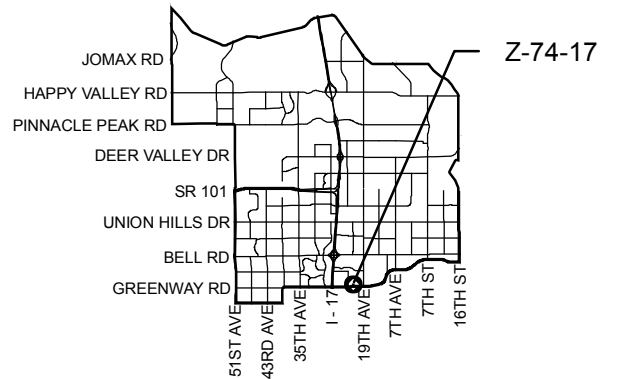 JOMAX RD
Z-74-17
HAPPY VALLEY RD
PINNACLE PEAK RD
DEER VALLEY DR
SR 101
UNION HILLS DR
BELL RD
GREENWAY RD
51ST AVE
43RD AVE
35TH AVE
I - 17
19TH AVE
7TH AVE
7TH ST
16TH ST